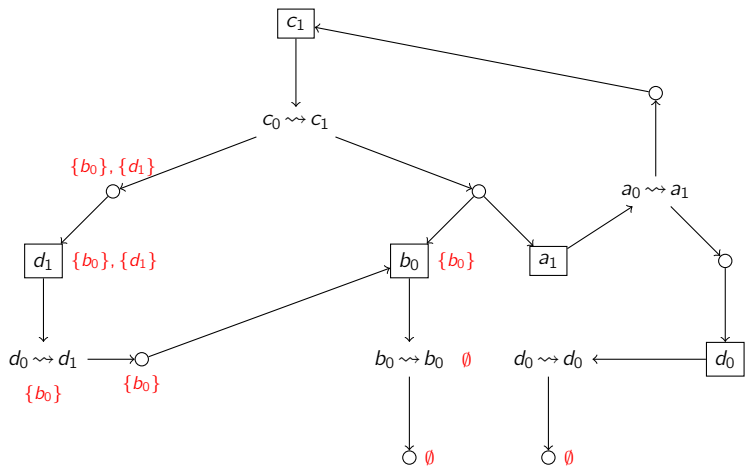 c₁
c₀ ⇝ c₁
{b₀}, {d₁}
a₀ ⇝ a₁
d₁ {b₀}, {d₁}
b₀ {b₀}
a₁
d₀ ⇝ d₁
b₀ ⇝ b₀ ∅
d₀ ⇝ d₀
d₀
{b₀}
{b₀}
∅
∅